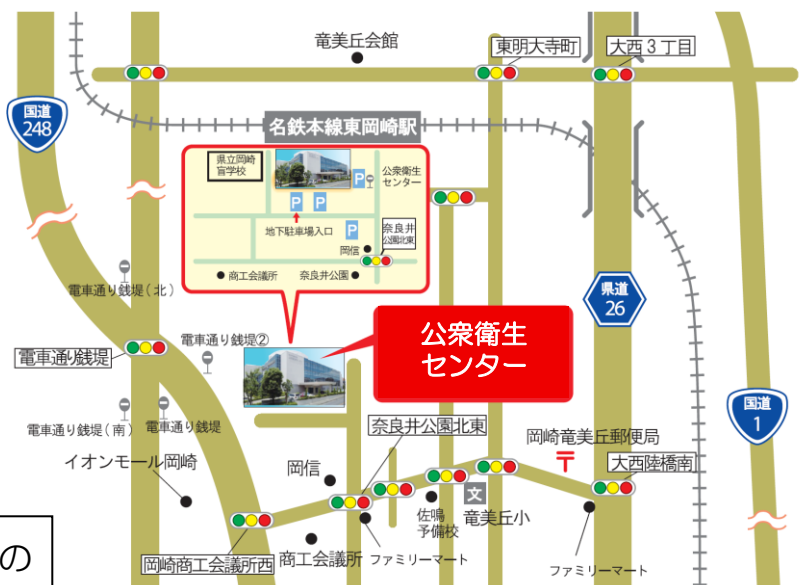 竜美丘会館
東明大寺町
大西3丁目
国道
248
名鉄本線東岡崎駅
県立岡崎
盲学校
P
公衆衛生
センター
P
P
地下駐車場入口
P
奈良井
公園北東
岡信
商工会議所
奈良井公園
電車通り銭堤(北)
県道
26
電車通り銭堤②
公衆衛生
センター
電車通り銭堤
国道
1
電車通り銭堤(南)
電車通り銭堤
奈良井公園北東
岡崎竜美丘郵便局
〒
イオンモール岡崎
岡信
大西陸橋南
文
佐鳴
予備校
竜美丘小
岡崎商工会議所西
商工会議所
ファミリーマート
ファミリーマート
の